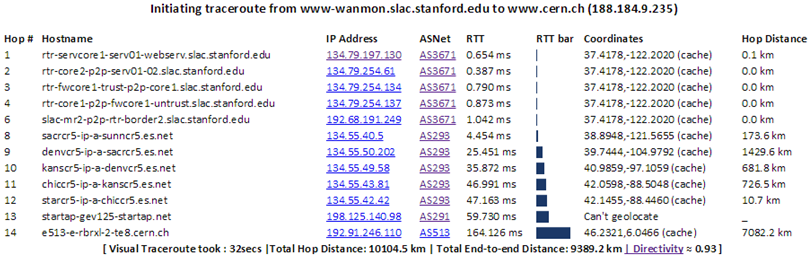 Initiating traceroute from www-wanmon.slac.stanford.edu to www.cern.ch (188.184.9.235)
Hop # Hostname IP Address ASNet RTT RTT bar Coordinates Hop Distance
1 rtr-servcore1-serv01-webserv.slac.stanford.edu 134.79.197.130 AS3671 0.654 ms 37.4178,-122.2020 (cache) 0.1 km
2 rtr-core2-p2p-serv01-02.slac.stanford.edu 134.79.254.61 AS3671 0.387 ms 37.4178,-122.2020 (cache) 0.0 km
3 rtr-fwcore1-trust-p2p-core1.slac.stanford.edu 134.79.254.134 AS3671 0.790 ms 37.4178,-122.2020 (cache) 0.0 km
4 rtr-core1-p2p-fwcore1-untrust.slac.stanford.edu 134.79.254.137 AS3671 0.873 ms 37.4178,-122.2020 (cache) 0.0 km
6 slac-mr2-p2p-rtr-border2.slac.stanford.edu 192.68.191.249 AS3671 1.042 ms 37.4178,-122.2020 (cache) 0.0 km
8 sacrcr5-ip-a-sunncr5.es.net 134.55.40.5 AS293 4.454 ms 38.8948,-121.5655 (cache) 173.6 km
9 denvcr5-ip-a-sacrcr5.es.net 134.55.50.202 AS293 25.451 ms 39.7444,-104.9792 (cache) 1429.6 km
10 kanscr5-ip-a-denvcr5.es.net 134.55.49.58 AS293 35.872 ms 40.9859,-97.1059 (cache) 681.8 km
11 chiccr5-ip-a-kanscr5.es.net 134.55.43.81 AS293 46.991 ms 42.0598,-88.5048 (cache) 726.5 km
12 starcr5-ip-a-chiccr5.es.net 134.55.42.42 AS293 47.163 ms 42.1455,-88.4460 (cache) 10.7 km
13 startap-gev125-startap.net 198.125.140.98 AS291 59.730 ms Can't geolocate _
14 e513-e-rbrxl-2-te8.cern.ch 192.91.246.110 AS513 164.126 ms 46.2321,6.0466 (cache) 7082.2 km
[ Visual Traceroute took : 32secs |Total Hop Distance: 10104.5 km | Total End-to-end Distance: 9389.2 km | Directivity ≈ 0.93 ]